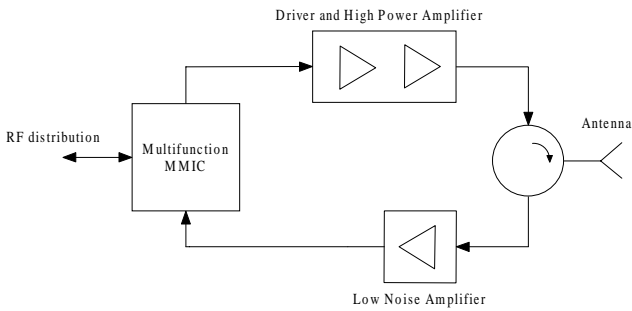 Driver and High Power Amplifier
RF distribution
Multifunction
MMIC
Antenna
Low Noise Amplifier